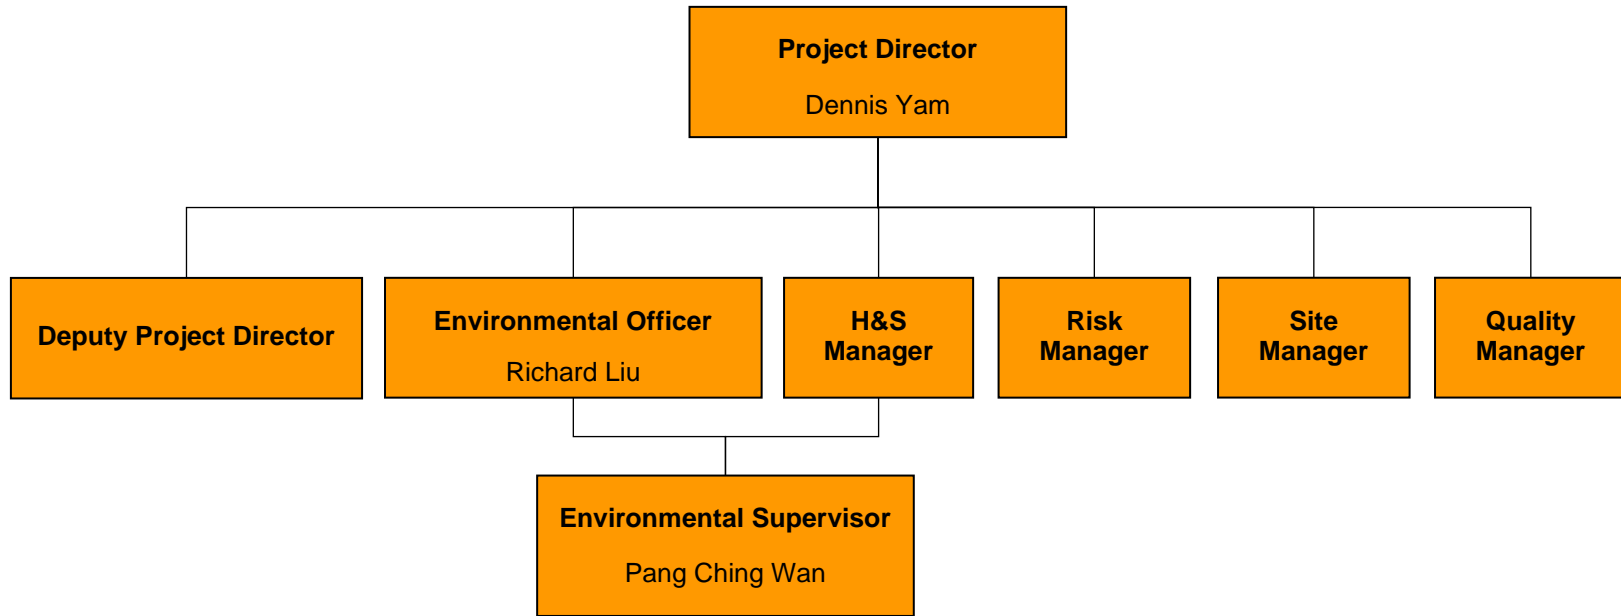 Project Director
Dennis Yam
Deputy Project Director
Environmental Officer
Richard Liu
H&S
Manager
Risk
Manager
Site
Manager
Quality
Manager
Environmental Supervisor
Pang Ching Wan